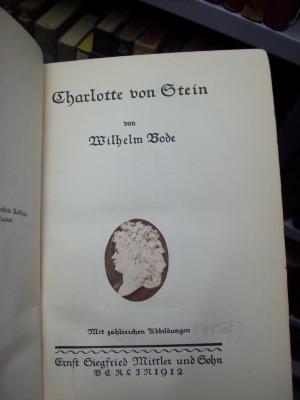 Charlotte von Stein
von
Wilhelm Bode
Mit zahlreichen Abbildungen
Ernst Siegfried Mittler und Sohn
BERLIN 1912